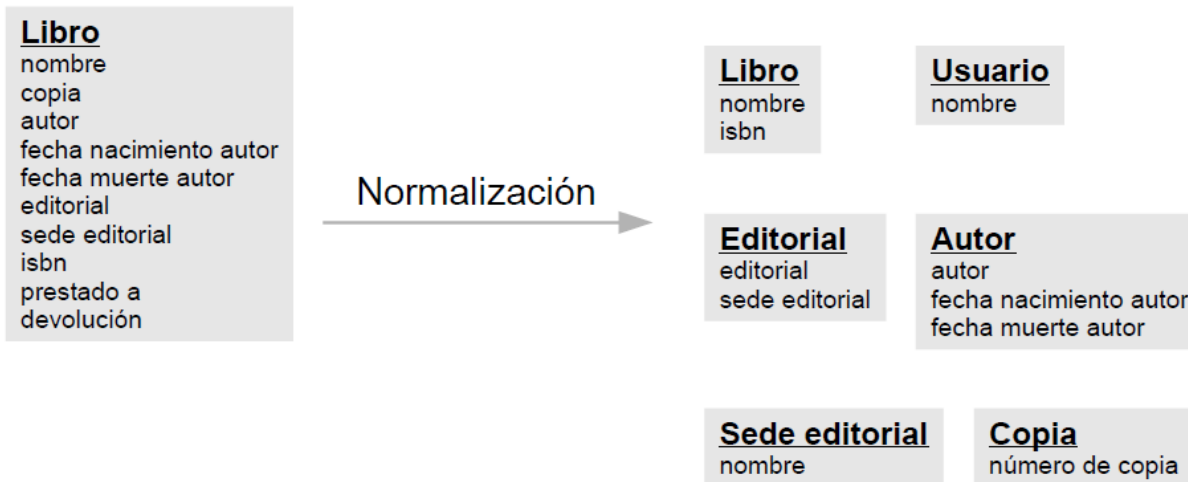 Libro
nombre
copia
autor
fecha nacimiento autor
fecha muerte autor
editorial
sede editorial
isbn
prestado a
devolución
Normalización
Libro
nombre
isbn
Usuario
nombre
Editorial
editorial
sede editorial
Autor
autor
fecha nacimiento autor
fecha muerte autor
Sede editorial
nombre
Copia
número de copia